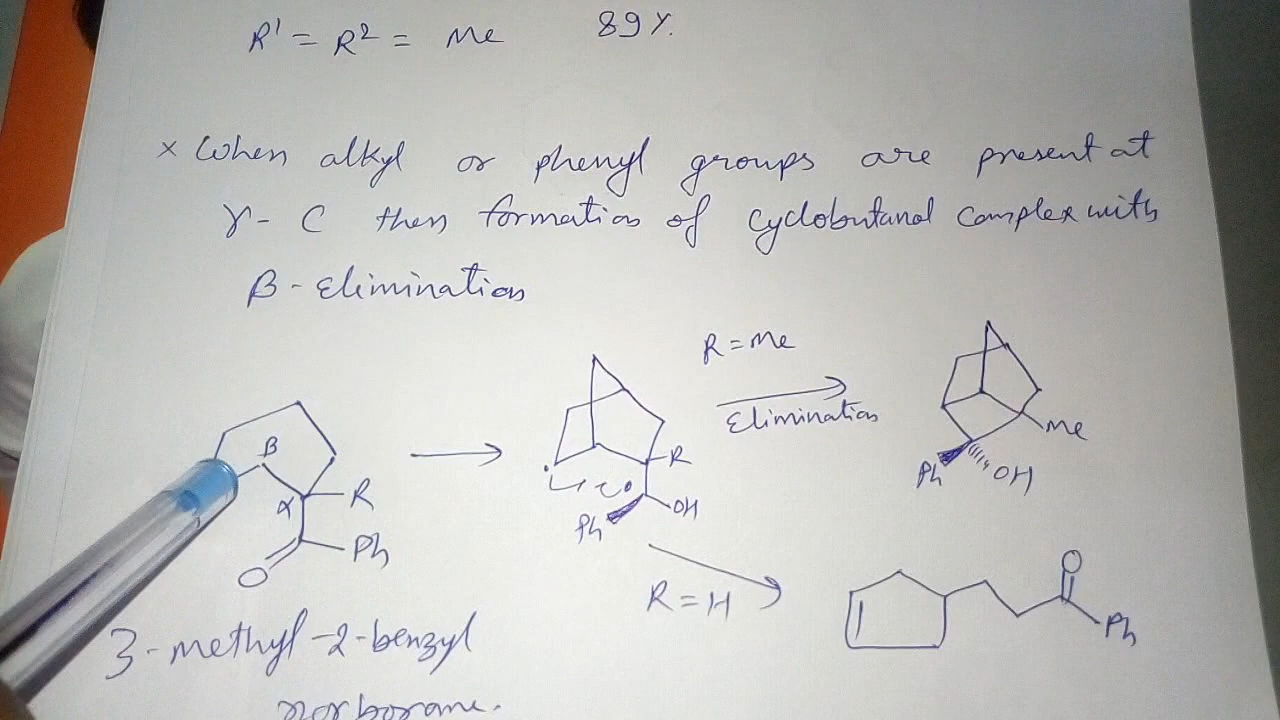 R¹ = R² = Me 89 %.
× When alkyl or phenyl groups are present at
γ - C then formation of cyclobutanol complex with
β - Elimination
R = Me
Elimination
β
α
R
Ph
O
R
Ph
OH
Me
Ph
OH
R = H
O
Ph
3-methyl-2-benzyl
norborane.